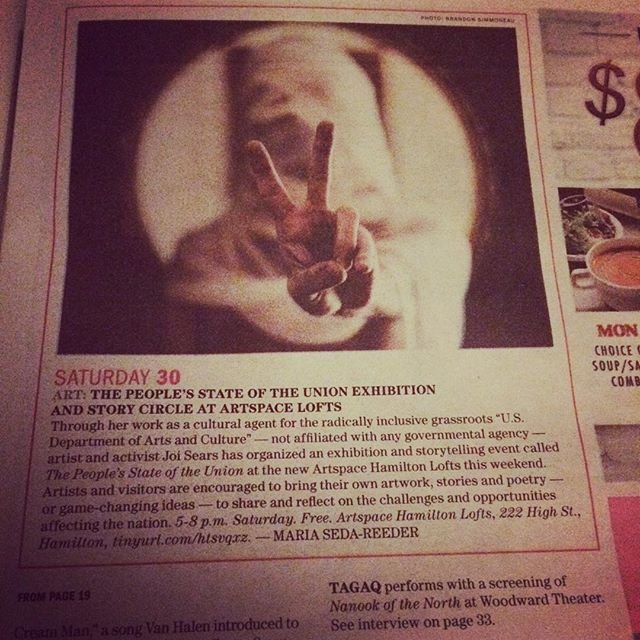 PHOTO: BRANDON SIMMONEAU
SATURDAY 30
ART: THE PEOPLE'S STATE OF THE UNION EXHIBITION
AND STORY CIRCLE AT ARTSPACE LOFTS
Through her work as a cultural agent for the radically inclusive grassroots "U.S.
Department of Arts and Culture" — not affiliated with any governmental agency —
artist and activist Joi Sears has organized an exhibition and storytelling event called
The People's State of the Union at the new Artspace Hamilton Lofts this weekend.
Artists and visitors are encouraged to bring their own artwork, stories and poetry —
or game-changing ideas — to share and reflect on the challenges and opportunities
affecting the nation. 5-8 p.m. Saturday. Free. Artspace Hamilton Lofts, 222 High St.,
Hamilton, tinyurl.com/htsvqxz. — MARIA SEDA-REEDER
FROM PAGE 19
Cream Man," a song Van Halen introduced to
TAGAQ performs with a screening of
Nanook of the North at Woodward Theater.
See interview on page 33.
$
MON
CHOICE
SOUP/SA
COMB